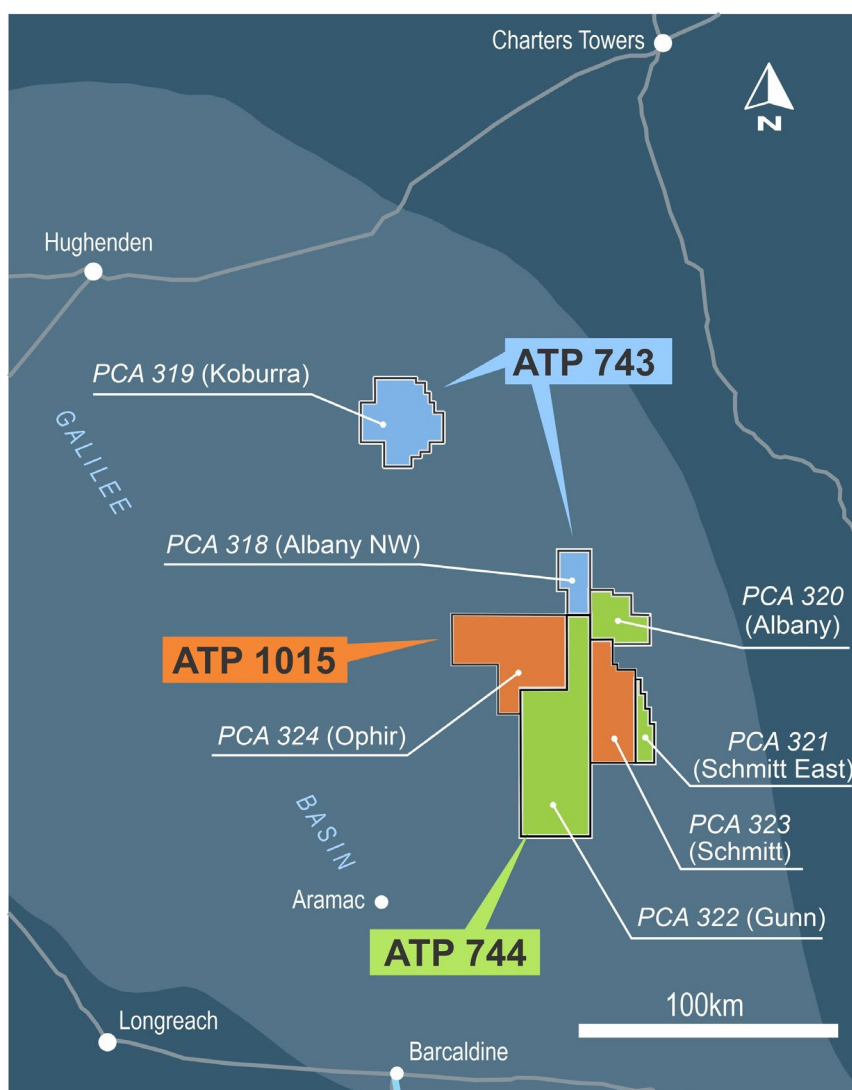 Charters Towers
N
Hughenden
ATP 743
PCA 319 (Koburra)
GALILEE
PCA 318 (Albany NW)
PCA 320
(Albany)
ATP 1015
PCA 324 (Ophir)
PCA 321
(Schmitt East)
BASIN
PCA 323
(Schmitt)
Aramac
PCA 322 (Gunn)
ATP 744
100km
Longreach
Barcaldine